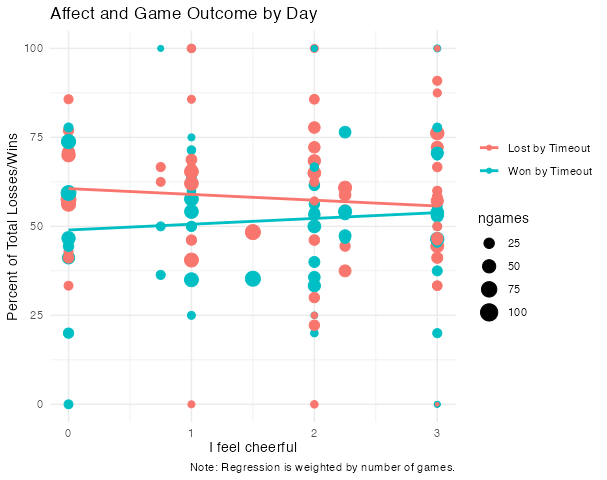 Affect and Game Outcome by Day
Percent of Total Losses/Wins
100
75
50
25
0
0 1 2 3
I feel cheerful
Note: Regression is weighted by number of games.
Lost by Timeout
Won by Timeout
ngames
25
50
75
100